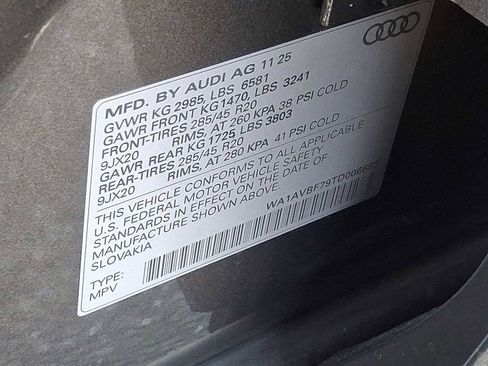 MFD. BY AUDI AG 11 25
GVWR KG 2985, LBS 6581
GAWR FRONT KG1470, LBS 3241
FRONT-TIRES 285/45 R20
9JX20 RIMS, AT 260 KPA 38 PSI COLD
GAWR REAR KG 1725 LBS 3803
REAR-TIRES 285/45 R20
9JX20 RIMS, AT 280 KPA 41 PSI COLD
THIS VEHICLE CONFORMS TO ALL APPLICABLE
U.S. FEDERAL MOTOR VEHICLE SAFETY
STANDARDS IN EFFECT ON THE DATE OF
MANUFACTURE SHOWN ABOVE
SLOVAKIA
TYPE:
MPV